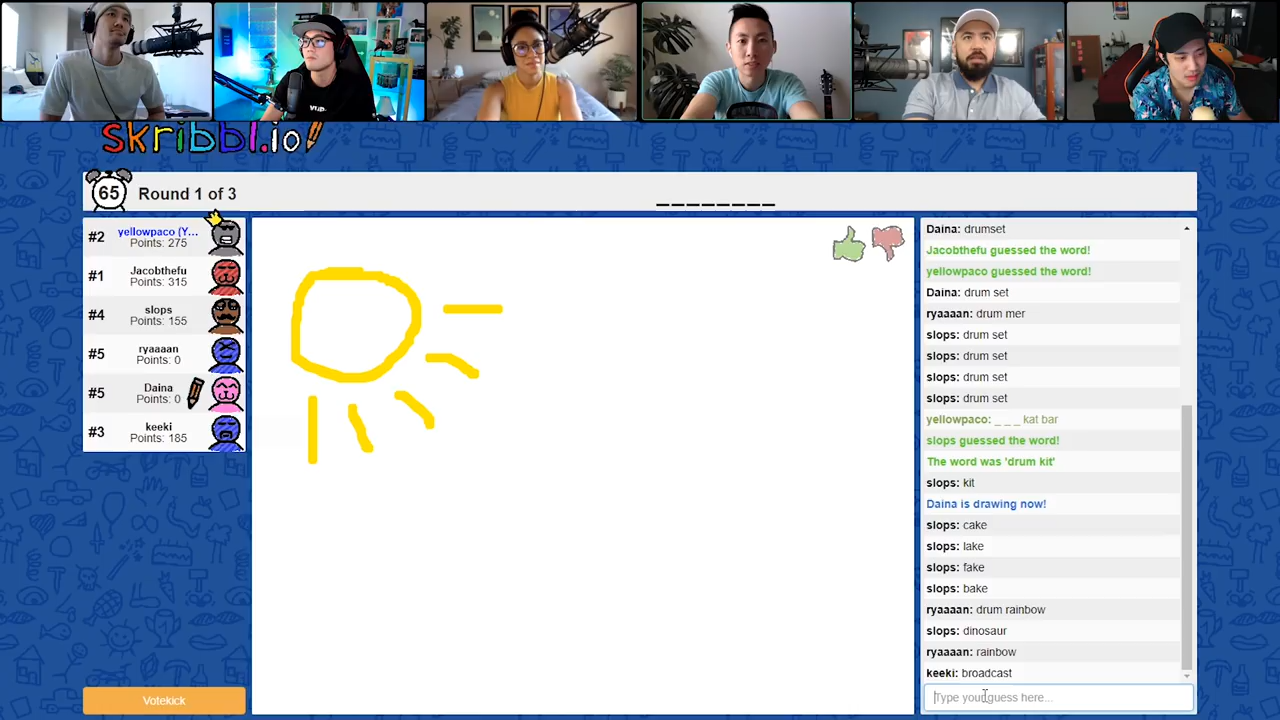 skribbl.io
65
Round 1 of 3
________
#2
yellowpaco (Y...
Points: 275
#1
Jacobthefu
Points: 315
#4
slops
Points: 155
#5
ryaaaan
Points: 0
#5
Daina
Points: 0
#3
keeki
Points: 185
Votekick
Daina: drumset
Jacobthefu guessed the word!
yellowpaco guessed the word!
Daina: drum set
ryaaaan: drum mer
slops: drum set
slops: drum set
slops: drum set
slops: drum set
yellowpaco: _ _ _ kat bar
slops guessed the word!
The word was 'drum kit'
slops: kit
Daina is drawing now!
slops: cake
slops: lake
slops: fake
slops: bake
ryaaaan: drum rainbow
slops: dinosaur
ryaaaan: rainbow
keeki: broadcast
Type your guess here...